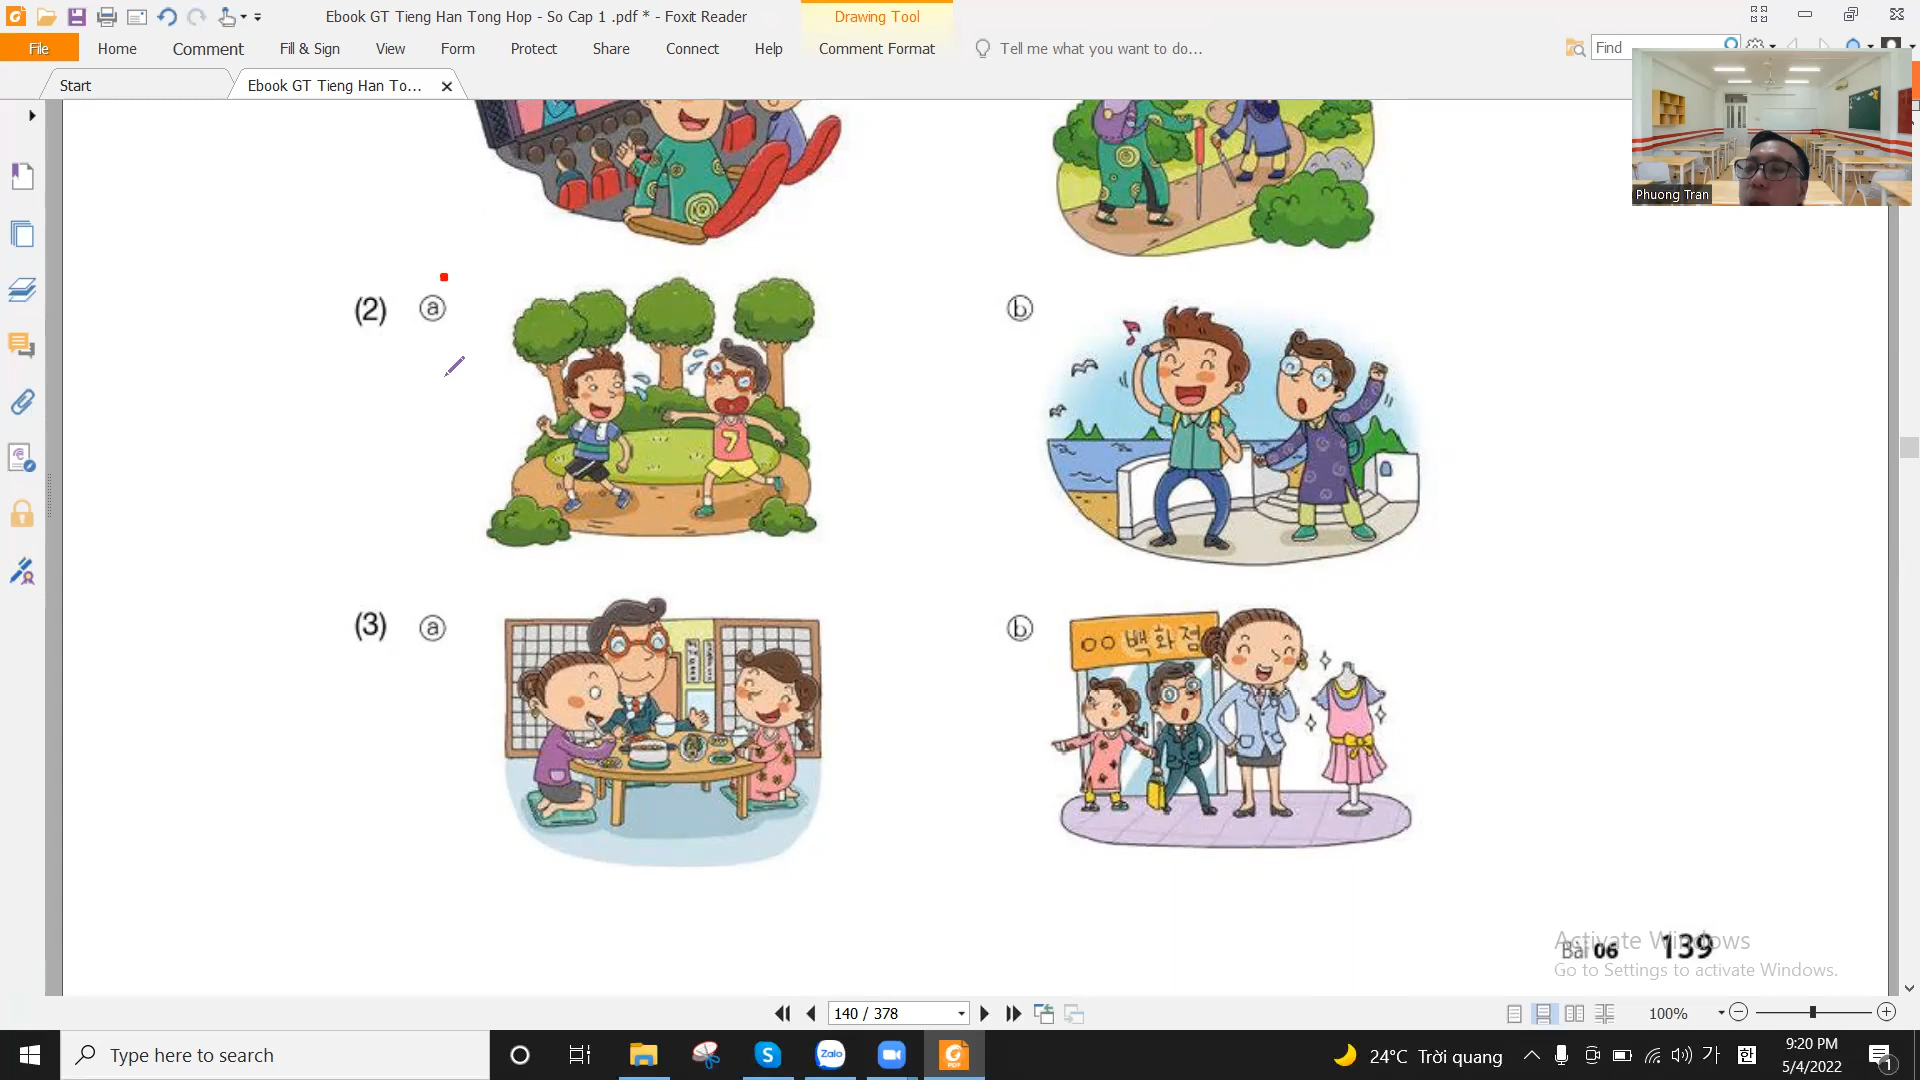 Ebook GT Tieng Han Tong Hop - So Cap 1 .pdf * - Foxit Reader
Drawing Tool
File
Home
Comment
Fill & Sign
View
Form
Protect
Share
Connect
Help
Comment Format
Tell me what you want to do...
Find
Start
Ebook GT Tieng Han To...
Phuong Tran
(2)
ⓐ
ⓑ
7
(3)
ⓐ
ⓑ
○○백화점
Bài 06
139
Activate Windows
Go to Settings to activate Windows.
140 / 378
100%
Type here to search
Zalo
PDF
24°C Trời quang
가
한
9:20 PM
5/4/2022
1